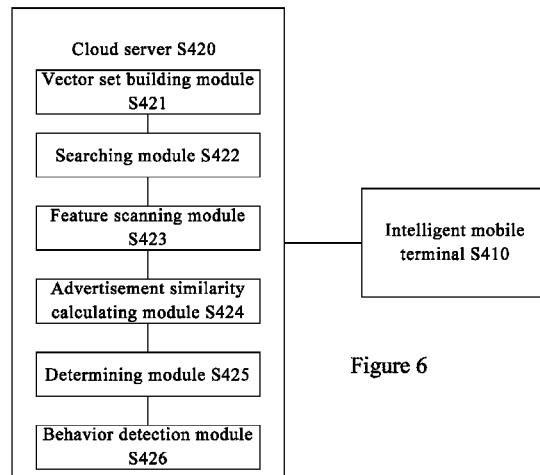 Cloud server S420
Vector set building module
S421
Searching module S422
Feature scanning module
S423
Advertisement similarity
calculating module S424
Determining module S425
Behavior detection module
S426
Intelligent mobile
terminal S410
Figure 6